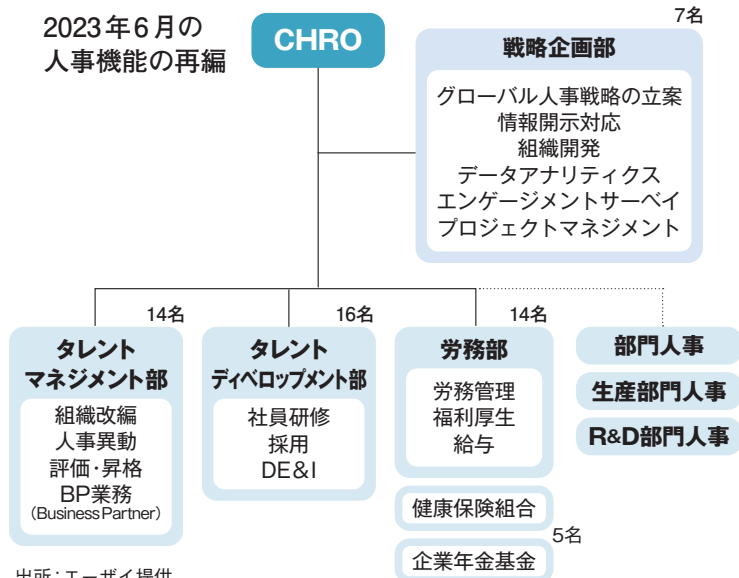 2023年6月の
人事機能の再編
CHRO
7名
戦略企画部
グローバル人事戦略の立案
情報開示対応
組織開発
データアナリティクス
エンゲージメントサーベイ
プロジェクトマネジメント
14名
タレント
マネジメント部
組織改編
人事異動
評価・昇格
BP業務
(Business Partner)
16名
タレント
ディベロップメント部
社員研修
採用
DE&I
14名
労務部
労務管理
福利厚生
給与
健康保険組合
企業年金基金
5名
部門人事
生産部門人事
R&D部門人事
出所：エーザイ提供